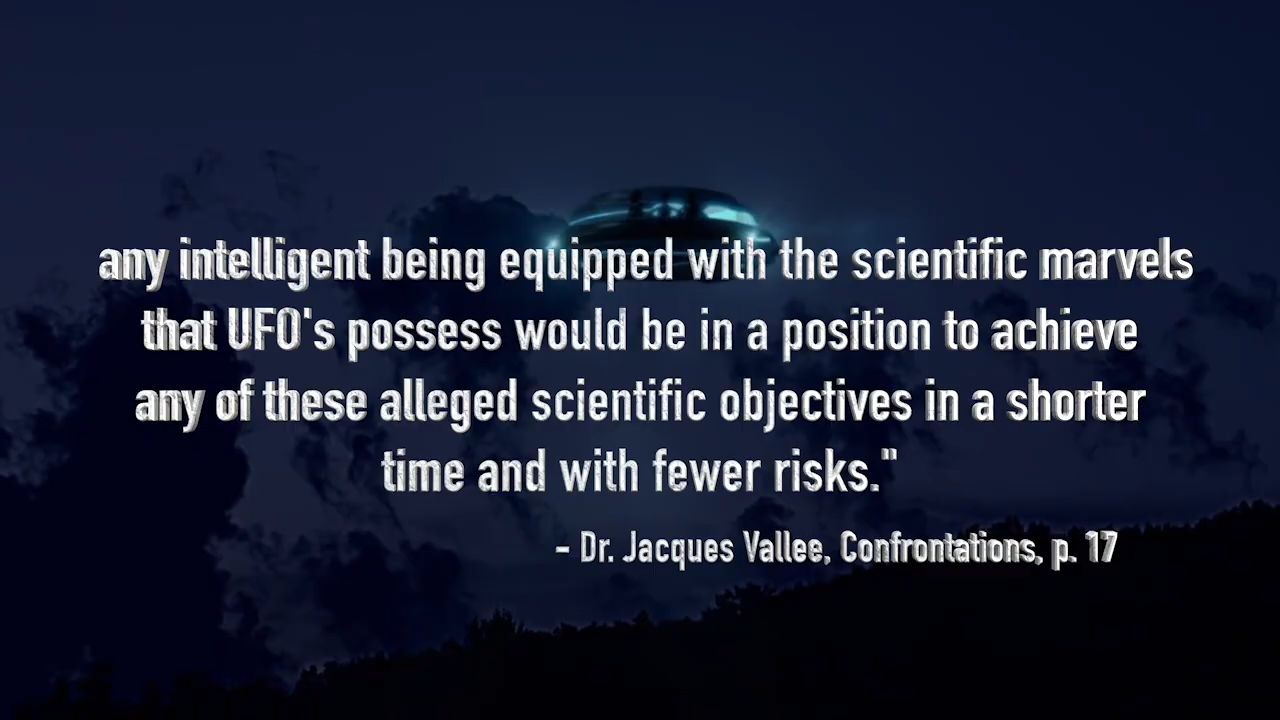 any intelligent being equipped with the scientific marvels
that UFO's possess would be in a position to achieve
any of these alleged scientific objectives in a shorter
time and with fewer risks."
- Dr. Jacques Vallee, Confrontations, p. 17